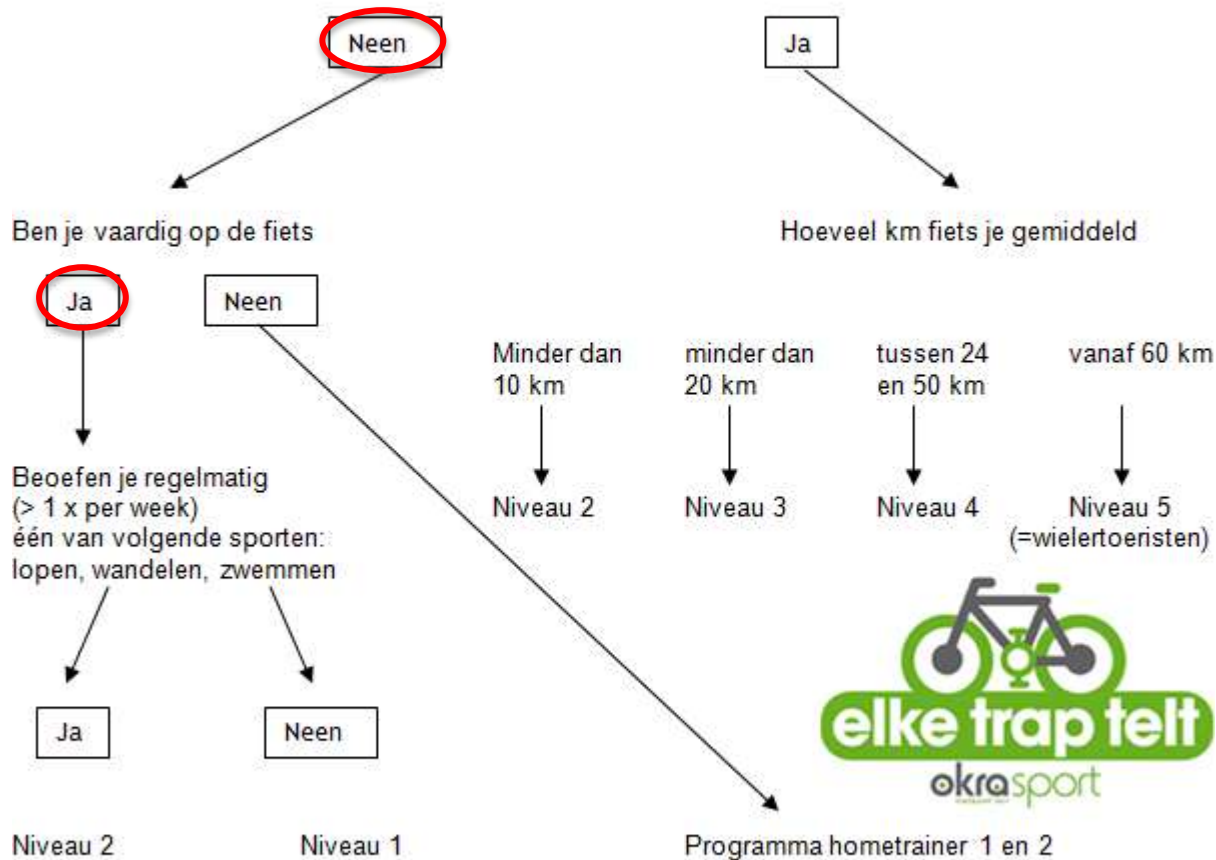 Neen
Ja
Ben je vaardig op de fiets
Hoeveel km fiets je gemiddeld
Ja
Neen
Minder dan
10 km
minder dan
20 km
tussen 24
en 50 km
vanaf 60 km
Beoefen je regelmatig
(> 1 x per week)
één van volgende sporten:
lopen, wandelen, zwemmen
Niveau 2
Niveau 3
Niveau 4
Niveau 5
(=wielertoeristen)
Ja
Neen
elke trap telt
okrasport
Niveau 2
Niveau 1
Programma hometrainer 1 en 2